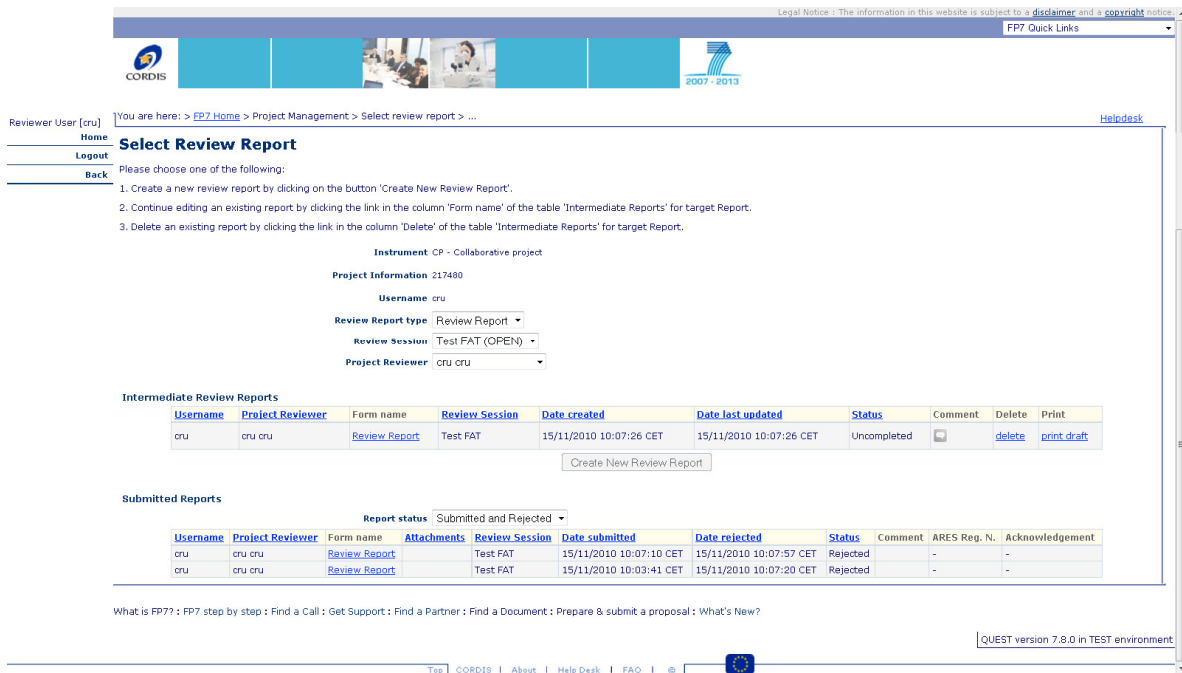 Legal Notice : The information in this website is subject to a disclaimer and a copyright notice.
FP7 Quick Links
CORDIS
2007 - 2013
Reviewer User [cru]
You are here: > FP7 Home > Project Management > Select review report > ...
Helpdesk
Home
Logout
Back
Select Review Report
Please choose one of the following:
1. Create a new review report by clicking on the button 'Create New Review Report'.
2. Continue editing an existing report by clicking the link in the column 'Form name' of the table 'Intermediate Reports' for target Report.
3. Delete an existing report by clicking the link in the column 'Delete' of the table 'Intermediate Reports' for target Report.
Instrument CP - Collaborative project
Project Information 217480
Username cru
Review Report type Review Report
Review Session Test FAT (OPEN)
Project Reviewer cru cru
Intermediate Review Reports
Username Project Reviewer Form name Review Session Date created Date last updated Status Comment Delete Print
cru cru cru Review Report Test FAT 15/11/2010 10:07:26 CET 15/11/2010 10:07:26 CET Uncompleted delete print draft
Create New Review Report
Submitted Reports
Report status Submitted and Rejected
Username Project Reviewer Form name Attachments Review Session Date submitted Date rejected Status Comment ARES Reg. N. Acknowledgement
cru cru cru Review Report Test FAT 15/11/2010 10:07:10 CET 15/11/2010 10:07:57 CET Rejected - -
cru cru cru Review Report Test FAT 15/11/2010 10:03:41 CET 15/11/2010 10:07:20 CET Rejected - -
What is FP7? : FP7 step by step : Find a Call : Get Support : Find a Partner : Find a Document : Prepare & submit a proposal : What's New?
QUEST version 7.8.0 in TEST environment
Top | CORDIS | About | Help Desk | FAQ | ©